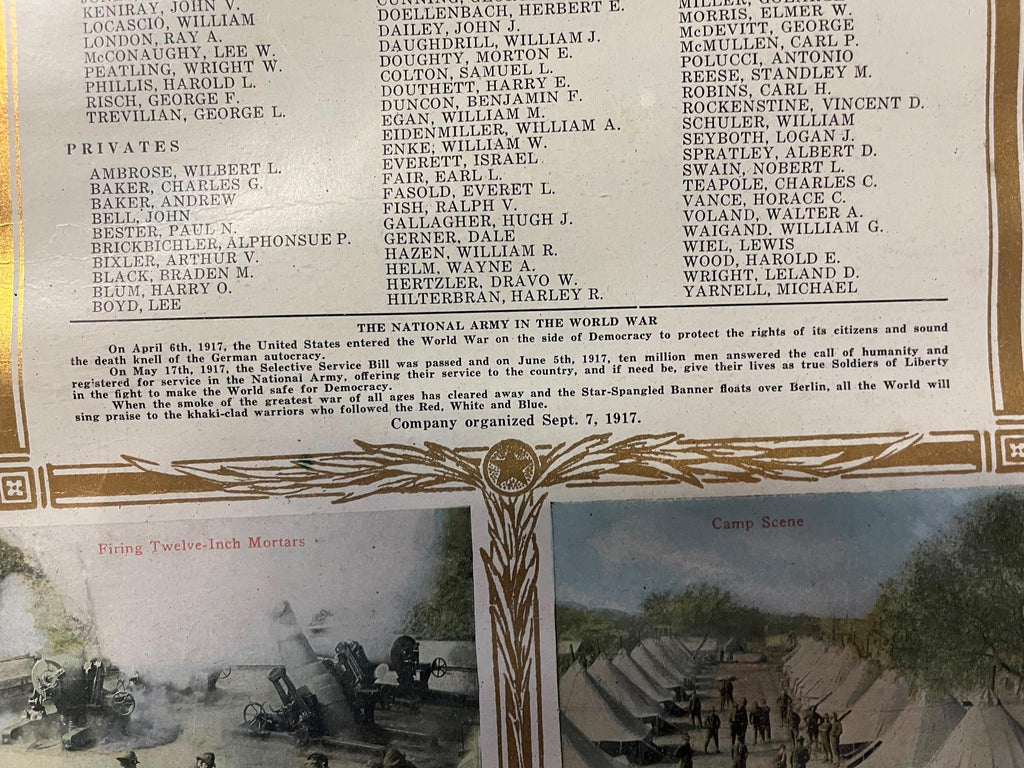 KENIRAY, JOHN V.
LOCASCIO, WILLIAM
LONDON, RAY A.
McCONAUGHY, LEE W.
PEATLING, WRIGHT W.
PHILLIS, HAROLD L.
RISCH, GEORGE F.
TREVILIAN, GEORGE L.
PRIVATES
AMBROSE, WILBERT L.
BAKER, CHARLES G.
BAKER, ANDREW
BELL, JOHN
BESTER, PAUL N.
BRICKBICHLER, ALPHONSUE P.
BIXLER, ARTHUR V.
BLACK, BRADEN M.
BLUM, HARRY O.
BOYD, LEE
DOELLENBACH, HERBERT E.
DAILEY, JOHN J.
DAUGHDRILL, WILLIAM J.
DOUGHTY, MORTON E.
COLTON, SAMUEL L.
DOUTHETT, HARRY E.
DUNCON, BENJAMIN F.
EGAN, WILLIAM M.
EIDENMILLER, WILLIAM A.
ENKE, WILLIAM W.
EVERETT, ISRAEL
FAIR, EARL L.
FASOLD, EVERET L.
FISH, RALPH V.
GALLAGHER, HUGH J.
GERNER, DALE
HAZEN, WILLIAM R.
HELM, WAYNE A.
HERTZLER, DRAVO W.
HILTERBRAN, HARLEY R.
MORRIS, ELMER W.
McDEVITT, GEORGE
McMULLEN, CARL P.
POLUCCI, ANTONIO
REESE, STANDLEY M.
ROBINS, CARL H.
ROCKENSTINE, VINCENT D.
SCHULER, WILLIAM
SEYBOTH, LOGAN J.
SPRATLEY, ALBERT D.
SWAIN, NOBERT L.
TEAPOLE, CHARLES C.
VANCE, HORACE C.
VOLAND, WALTER A.
WAIGAND, WILLIAM G.
WIEL, LEWIS
WOOD, HAROLD E.
WRIGHT, LELAND D.
YARNELL, MICHAEL
THE NATIONAL ARMY IN THE WORLD WAR
On April 6th, 1917, the United States entered the World War on the side of Democracy to protect the rights of its citizens and sound
the death knell of the German autocracy.
On May 17th, 1917, the Selective Service Bill was passed and on June 5th, 1917, ten million men answered the call of humanity and
registered for service in the National Army, offering their service to the country, and if need be, give their lives as true Soldiers of Liberty
in the fight to make the World safe for Democracy.
When the smoke of the greatest war of all ages has cleared away and the Star-Spangled Banner floats over Berlin, all the World will
sing praise to the khaki-clad warriors who followed the Red, White and Blue.
Company organized Sept. 7, 1917.
Firing Twelve-Inch Mortars
Camp Scene